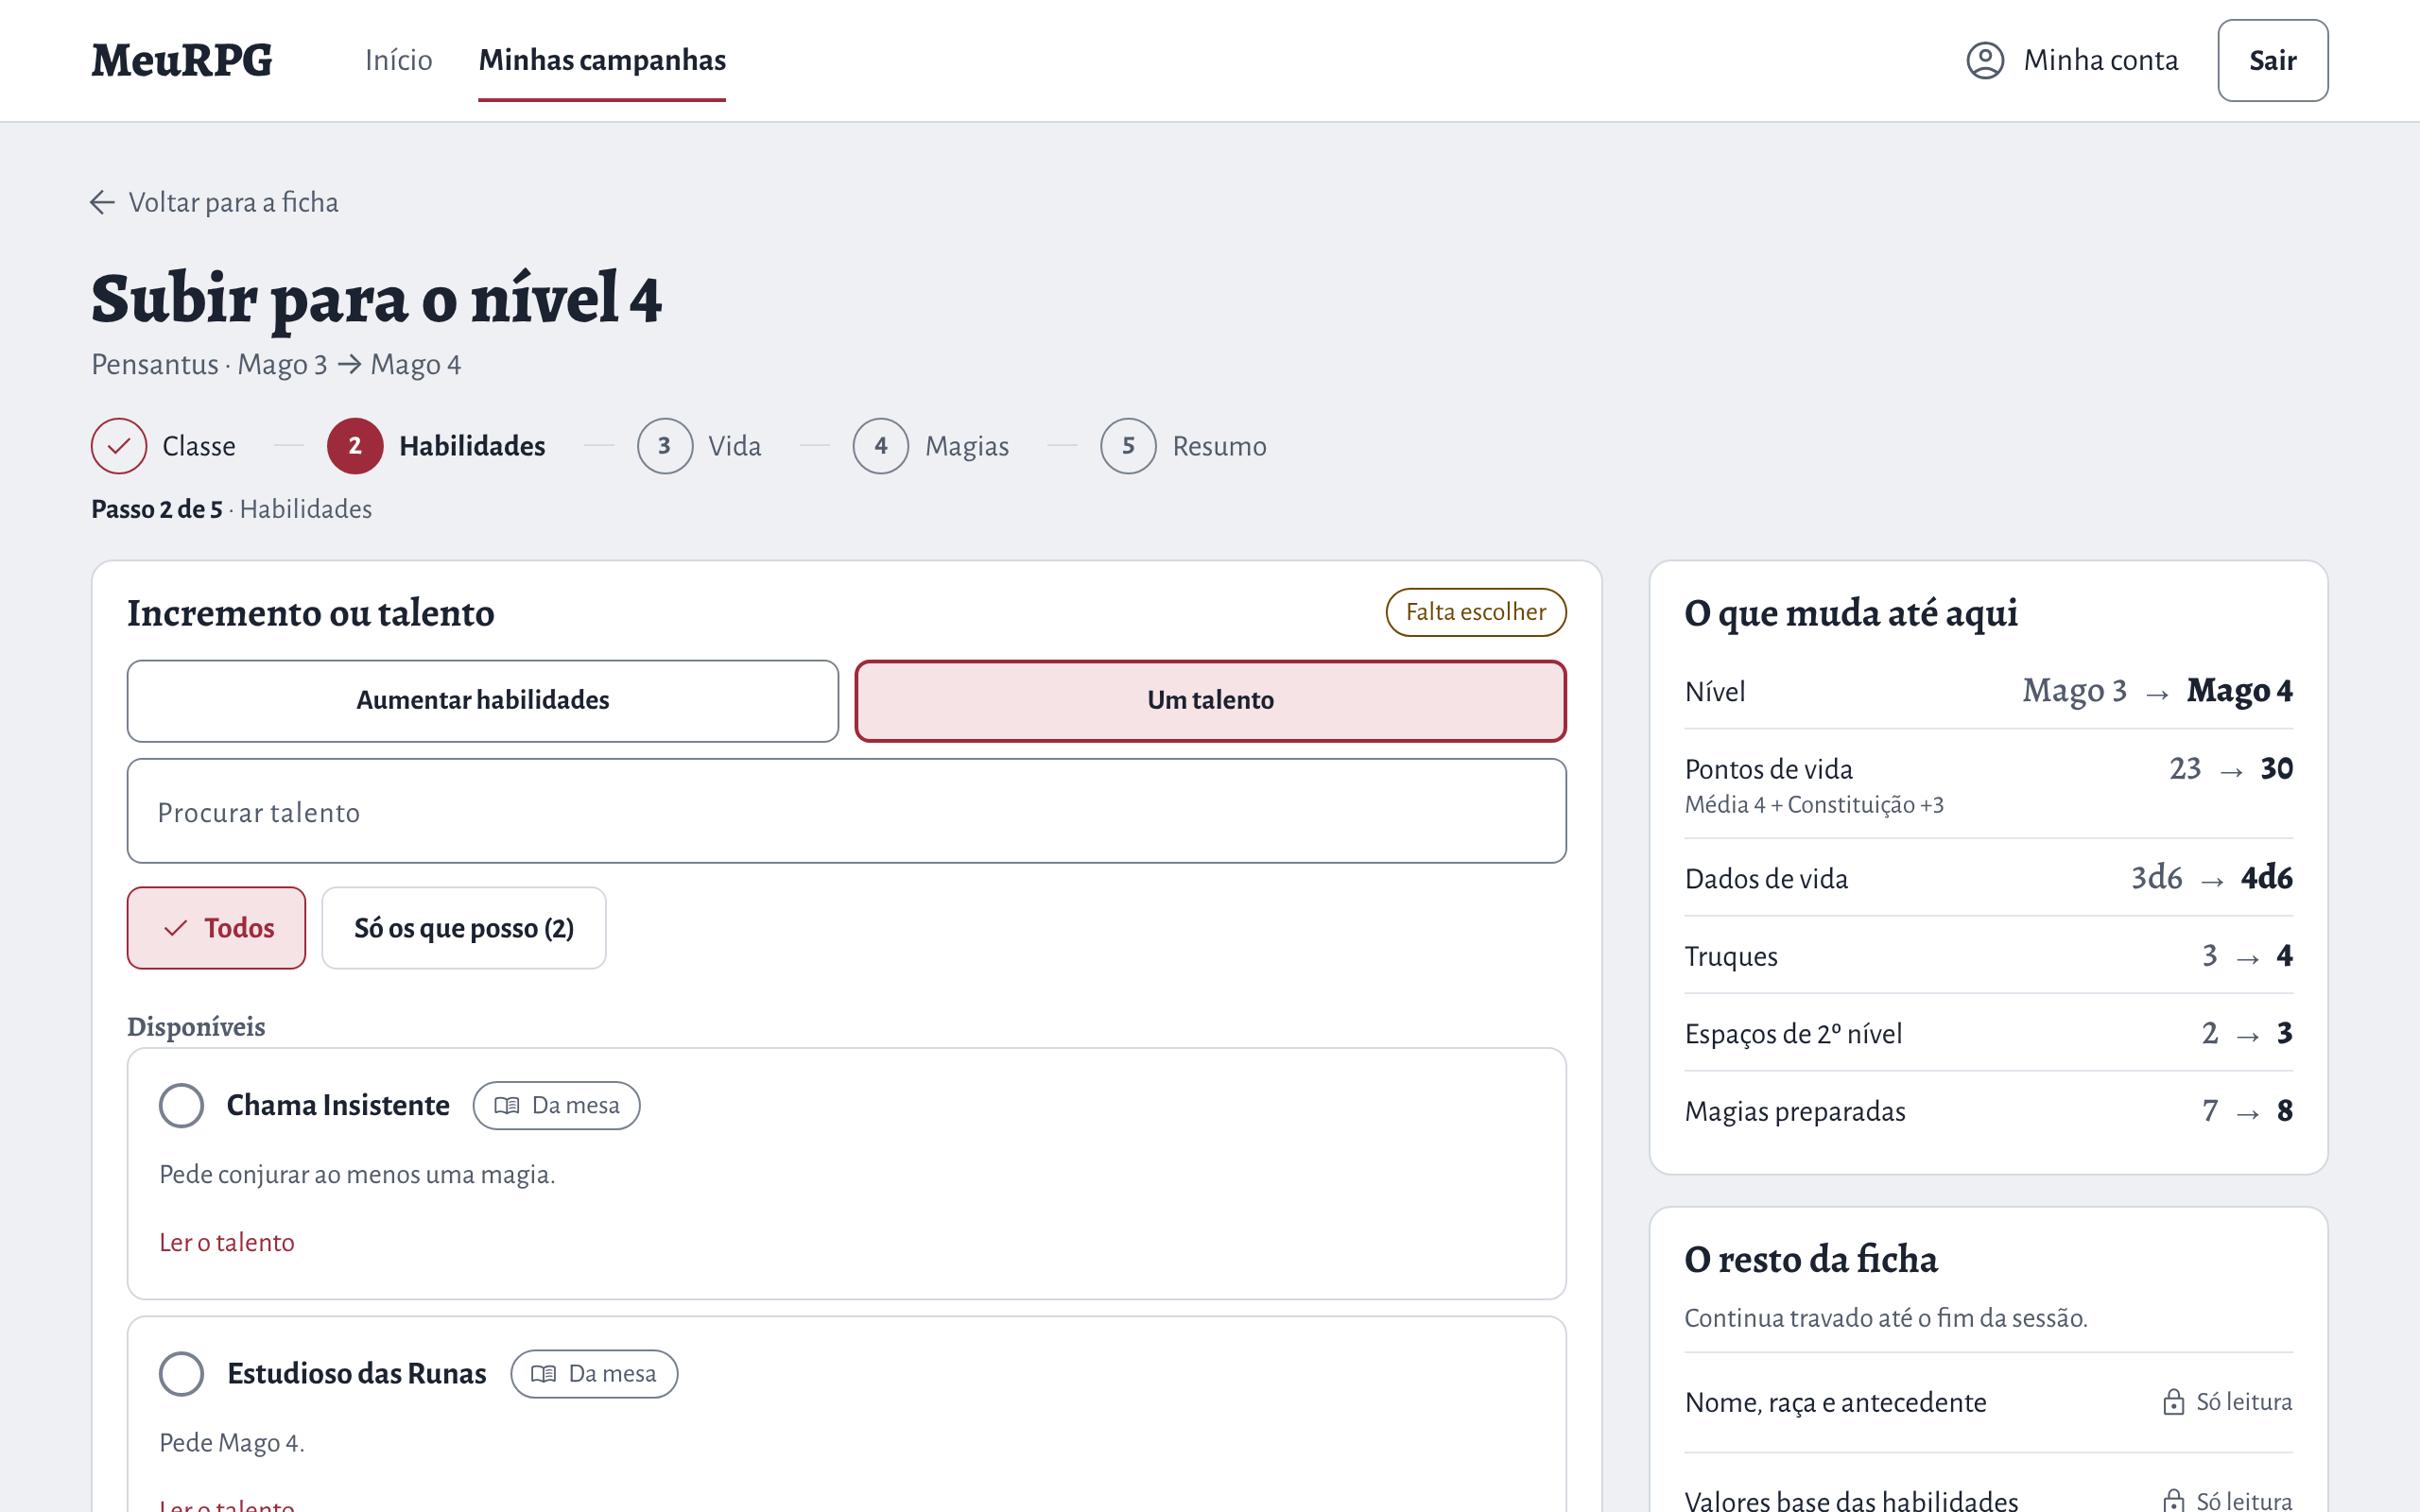 MeuRPG
Início
Minhas campanhas
Minha conta
Sair
Voltar para a ficha
Subir para o nível 4
Pensantus · Mago 3 → Mago 4
Classe
2 Habilidades
3 Vida
4 Magias
5 Resumo
Passo 2 de 5 · Habilidades
Incremento ou talento
Falta escolher
Aumentar habilidades
Um talento
Procurar talento
Todos
Só os que posso (2)
Disponíveis
Chama Insistente
Da mesa
Pede conjurar ao menos uma magia.
Ler o talento
Estudioso das Runas
Da mesa
Pede Mago 4.
Ler o talento
O que muda até aqui
Nível Mago 3 → Mago 4
Pontos de vida 23 → 30
Média 4 + Constituição +3
Dados de vida 3d6 → 4d6
Truques 3 → 4
Espaços de 2º nível 2 → 3
Magias preparadas 7 → 8
O resto da ficha
Continua travado até o fim da sessão.
Nome, raça e antecedente Só leitura
Valores base das habilidades Só leitura